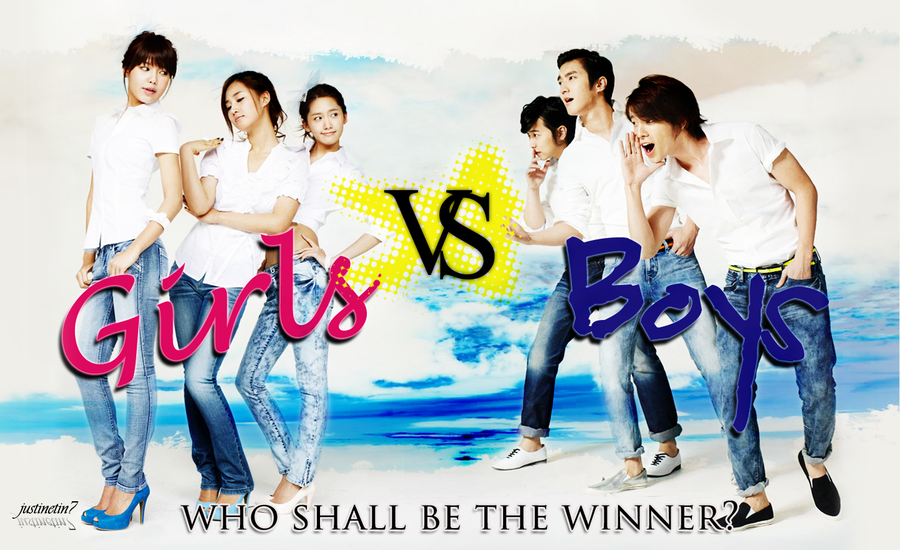 VS
Girls
Boys
justinetin7
WHO SHALL BE THE WINNER?